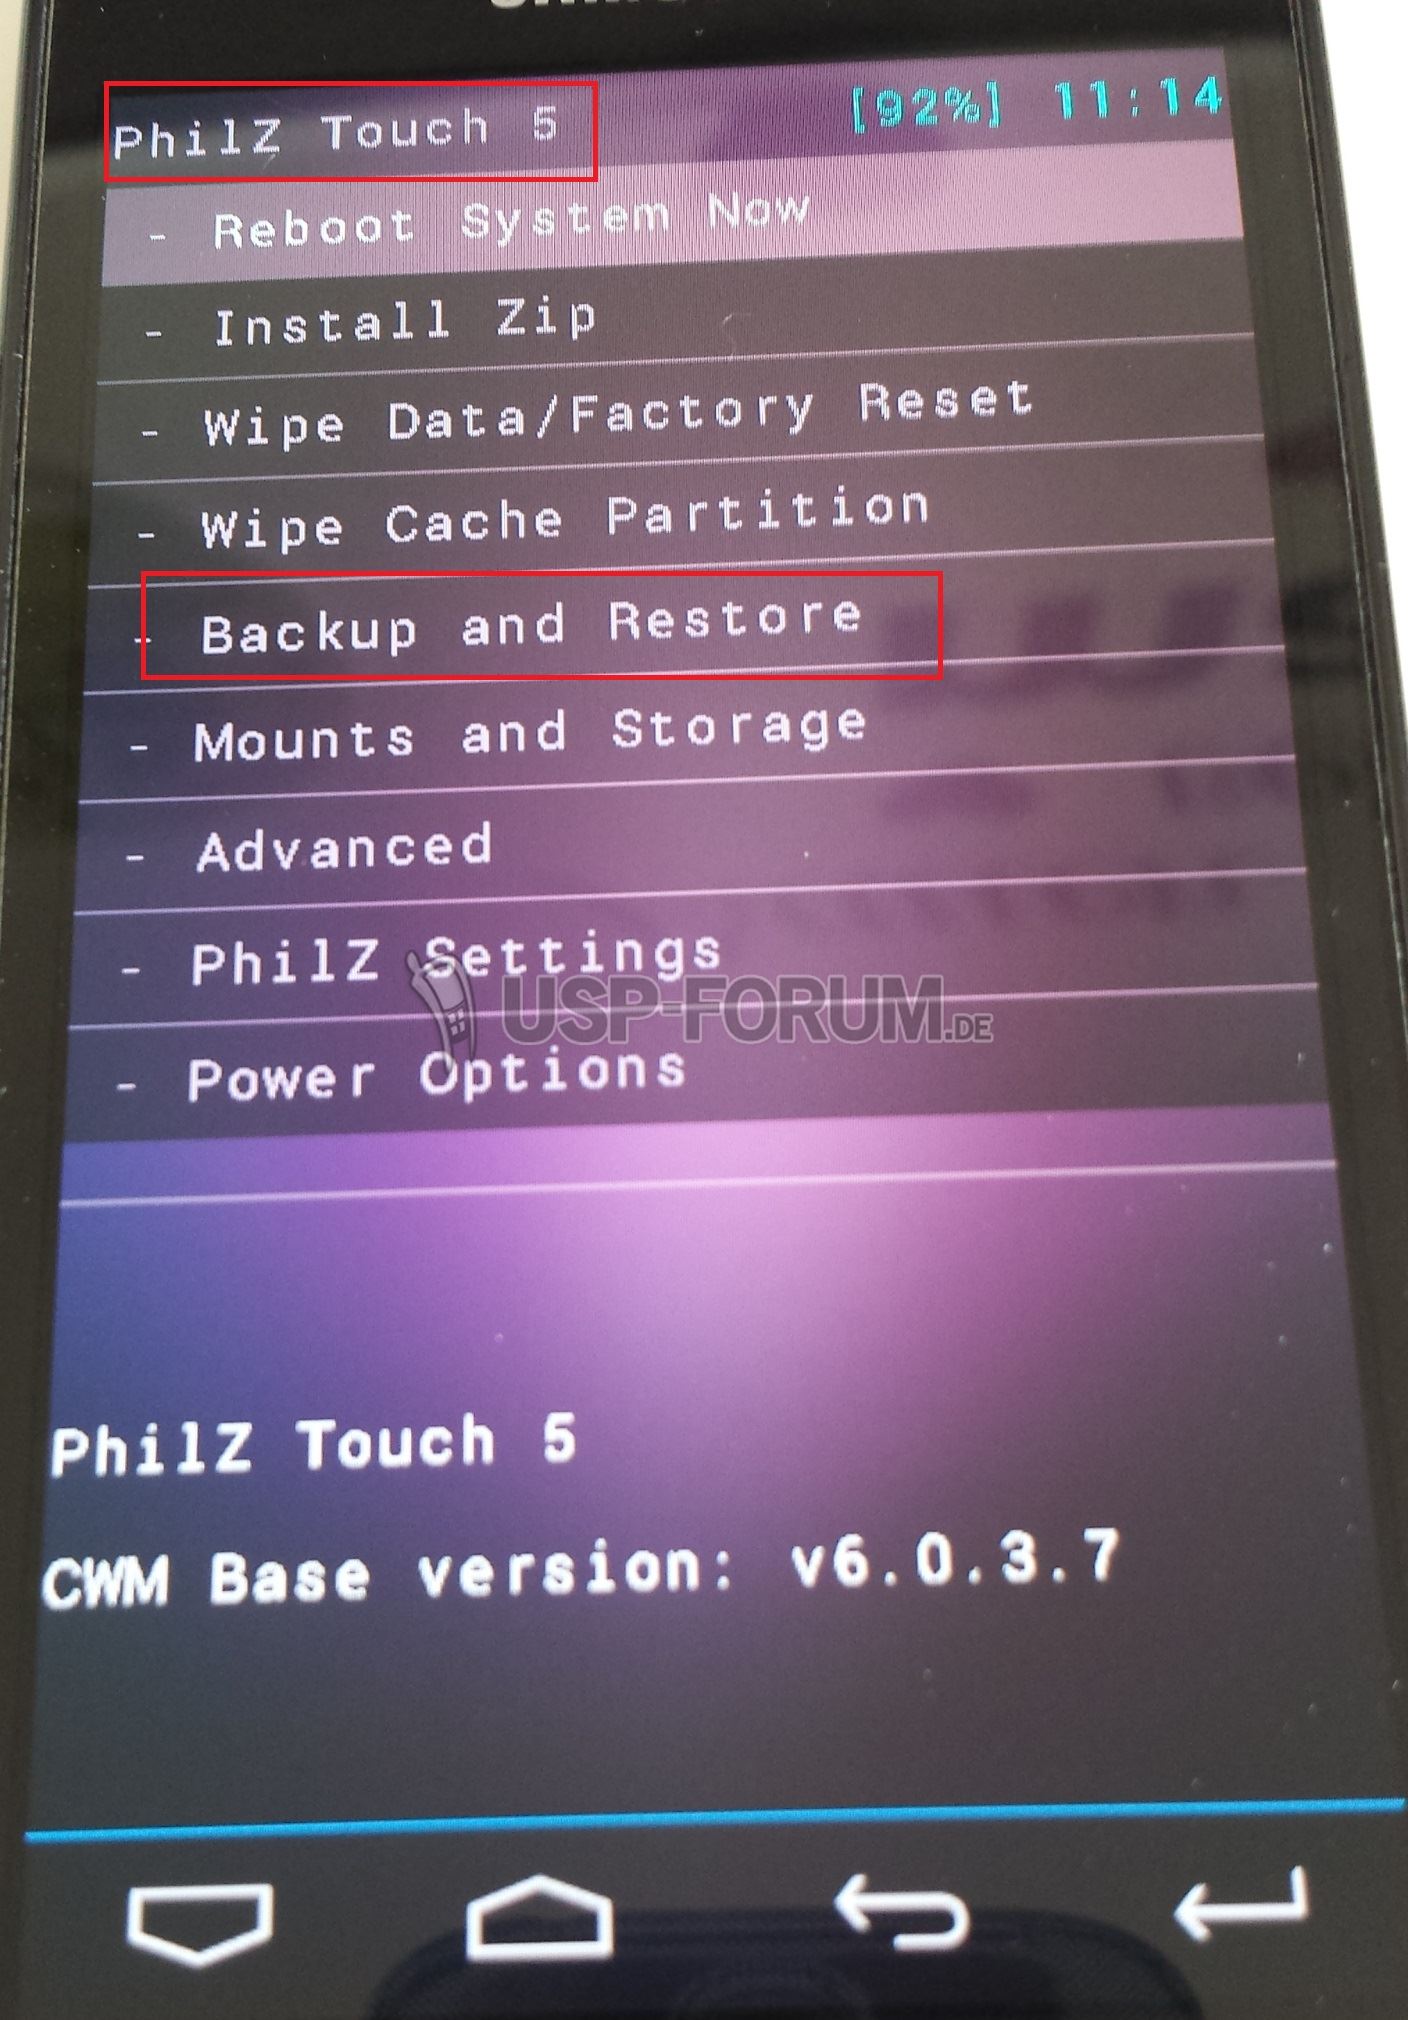 PhilZ Touch 5 [92%] 11:14
- Reboot System Now
- Install Zip
- Wipe Data/Factory Reset
- Wipe Cache Partition
- Backup and Restore
- Mounts and Storage
- Advanced
- PhilZ Settings
USP-FORUM.DE
- Power Options
PhilZ Touch 5
CWM Base version: v6.0.3.7